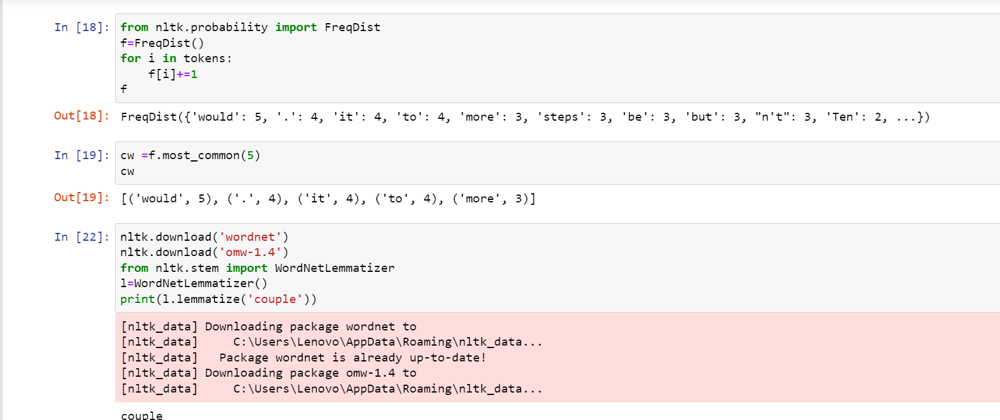 In [18]: from nltk.probability import FreqDist
f=FreqDist()
for i in tokens:
    f[i]+=1
f
Out[18]: FreqDist({'would': 5, '.': 4, 'it': 4, 'to': 4, 'more': 3, 'steps': 3, 'be': 3, 'but': 3, "n't": 3, 'Ten': 2, ...})
In [19]: cw =f.most_common(5)
cw
Out[19]: [('would', 5), ('.', 4), ('it', 4), ('to', 4), ('more', 3)]
In [22]: nltk.download('wordnet')
nltk.download('omw-1.4')
from nltk.stem import WordNetLemmatizer
l=WordNetLemmatizer()
print(l.lemmatize('couple'))
[nltk_data] Downloading package wordnet to
[nltk_data]     C:\Users\Lenovo\AppData\Roaming\nltk_data...
[nltk_data]   Package wordnet is already up-to-date!
[nltk_data] Downloading package omw-1.4 to
[nltk_data]     C:\Users\Lenovo\AppData\Roaming\nltk_data...
couple